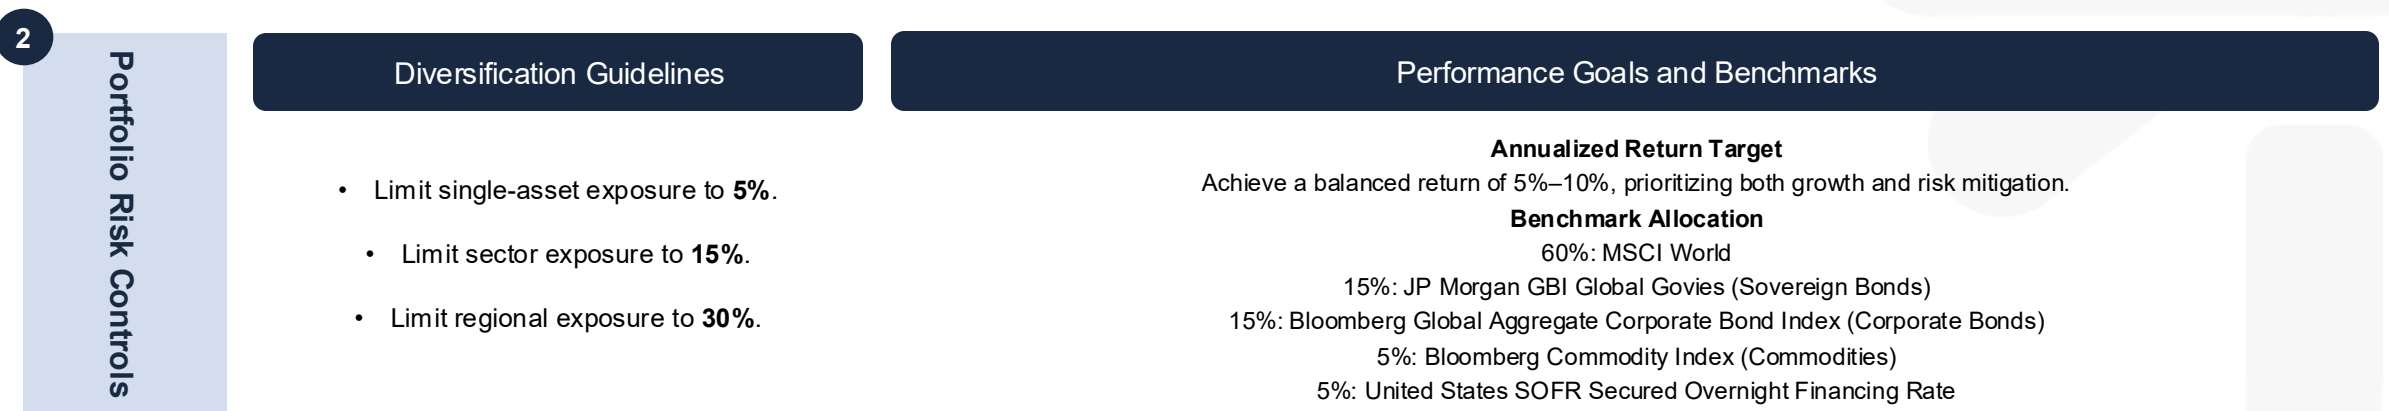 2
Portfolio Risk Controls
Diversification Guidelines
• Limit single-asset exposure to 5%.
• Limit sector exposure to 15%.
• Limit regional exposure to 30%.
Performance Goals and Benchmarks
Annualized Return Target
Achieve a balanced return of 5%–10%, prioritizing both growth and risk mitigation.
Benchmark Allocation
60%: MSCI World
15%: JP Morgan GBI Global Govies (Sovereign Bonds)
15%: Bloomberg Global Aggregate Corporate Bond Index (Corporate Bonds)
5%: Bloomberg Commodity Index (Commodities)
5%: United States SOFR Secured Overnight Financing Rate